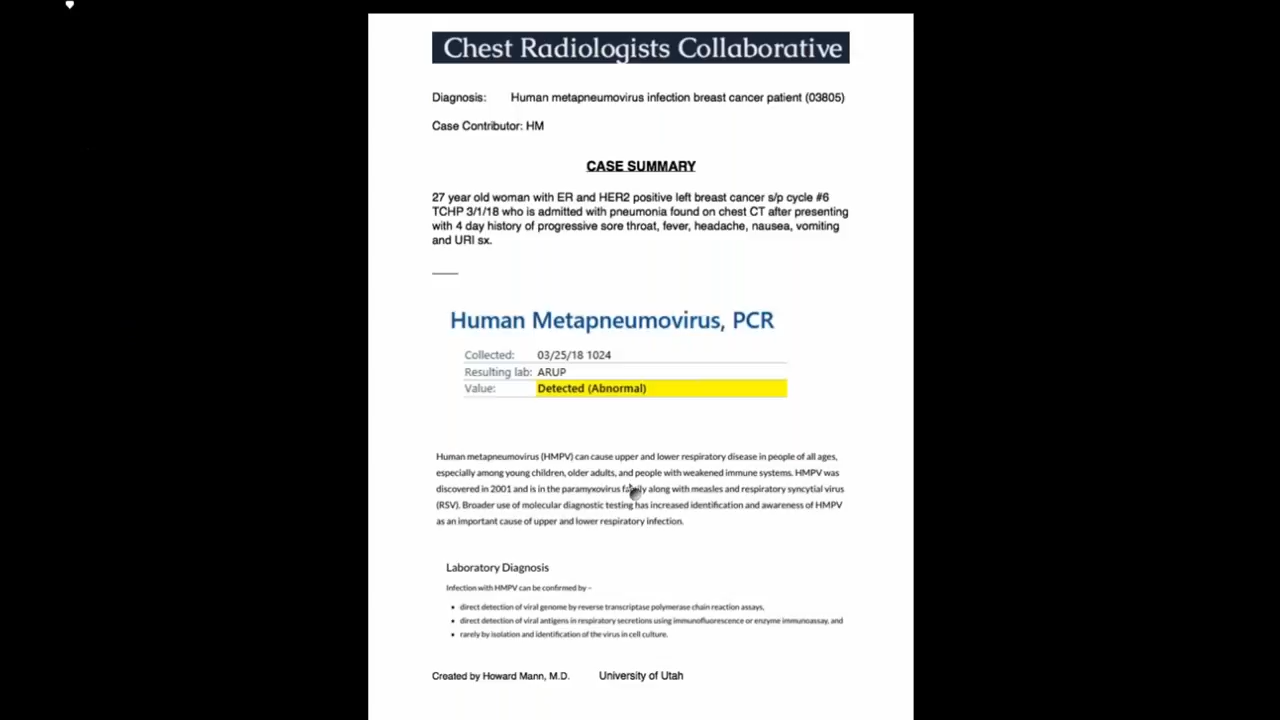 Chest Radiologists Collaborative
Diagnosis: Human metapneumovirus infection breast cancer patient (03805)
Case Contributor: HM
CASE SUMMARY
27 year old woman with ER and HER2 positive left breast cancer s/p cycle #6
TCHP 3/1/18 who is admitted with pneumonia found on chest CT after presenting
with 4 day history of progressive sore throat, fever, headache, nausea, vomiting
and URI sx.
Human Metapneumovirus, PCR
Collected: 03/25/18 1024
Resulting lab: ARUP
Value: Detected (Abnormal)
Human metapneumovirus (HMPV) can cause upper and lower respiratory disease in people of all ages,
especially among young children, older adults, and people with weakened immune systems. HMPV was
discovered in 2001 and is in the paramyxovirus family along with measles and respiratory syncytial virus
(RSV). Broader use of molecular diagnostic testing has increased identification and awareness of HMPV
as an important cause of upper and lower respiratory infection.
Laboratory Diagnosis
Infection with HMPV can be confirmed by –
• direct detection of viral genome by reverse transcriptase polymerase chain reaction assays,
• direct detection of viral antigens in respiratory secretions using immunofluorescence or enzyme immunoassay, and
• rarely by isolation and identification of the virus in cell culture.
Created by Howard Mann, M.D. University of Utah